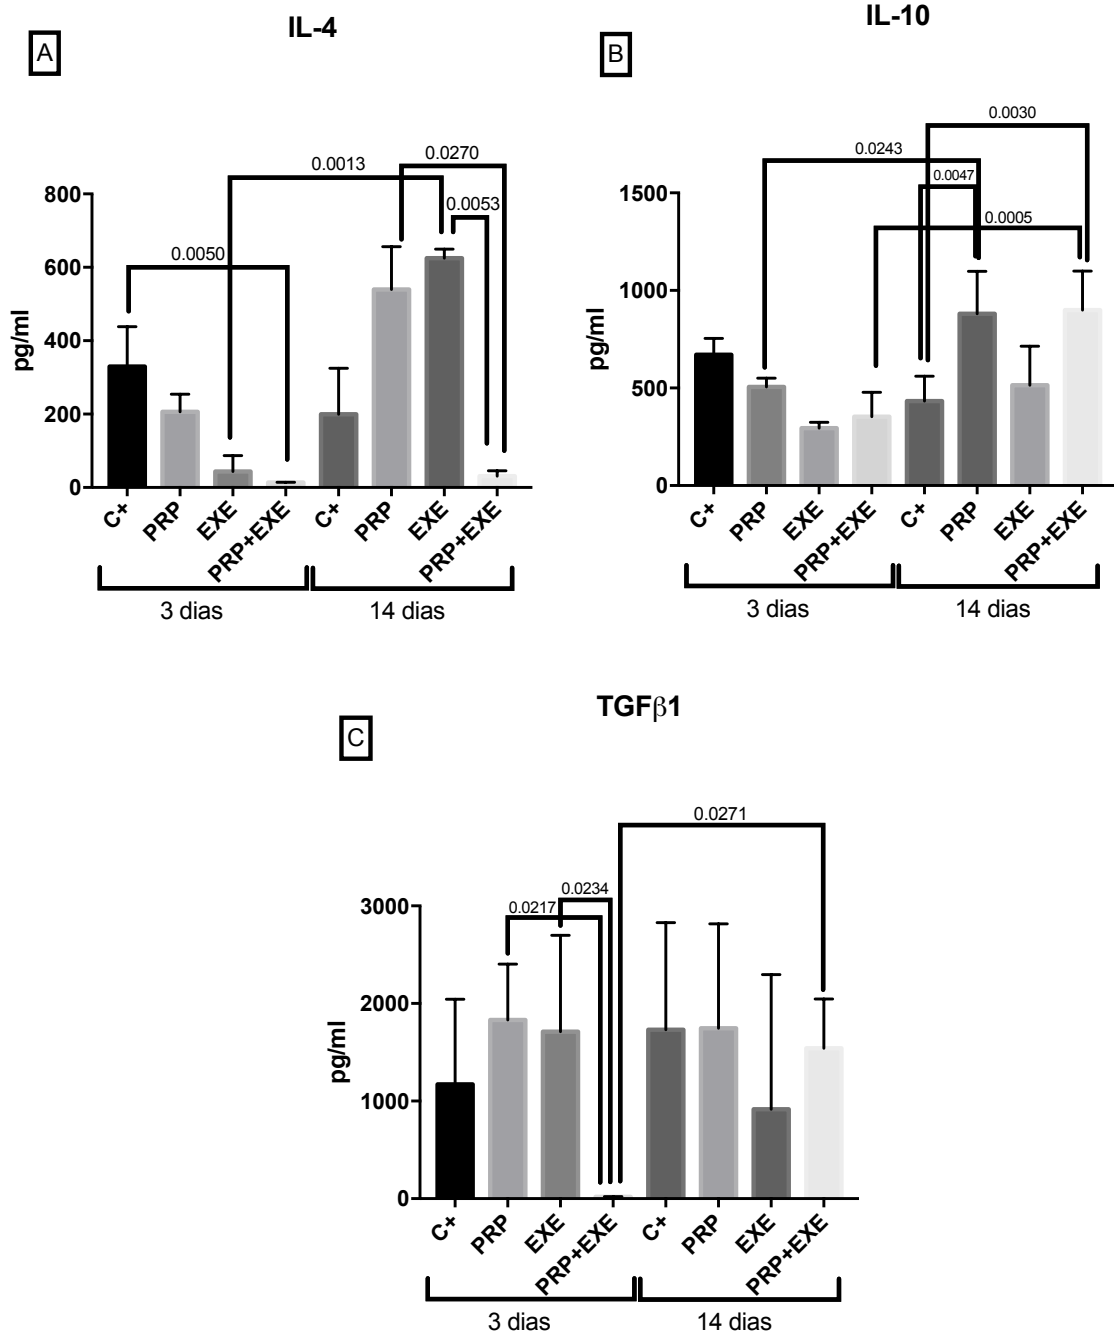 IL-4
A
0.0013
0.0270
0.0053
0.0050
800
600
400
200
0
pg/ml
C+
PRP
EXE
PRP+EXE
C+
PRP
EXE
PRP+EXE
3 dias
14 dias
IL-10
B
0.0030
0.0243
0.0047
0.0005
1500
1000
500
0
pg/ml
C+
PRP
EXE
PRP+EXE
C+
PRP
EXE
PRP+EXE
3 dias
14 dias
TGFβ1
C
0.0271
0.0234
0.0217
3000
2000
1000
0
pg/ml
C+
PRP
EXE
PRP+EXE
C+
PRP
EXE
PRP+EXE
3 dias
14 dias